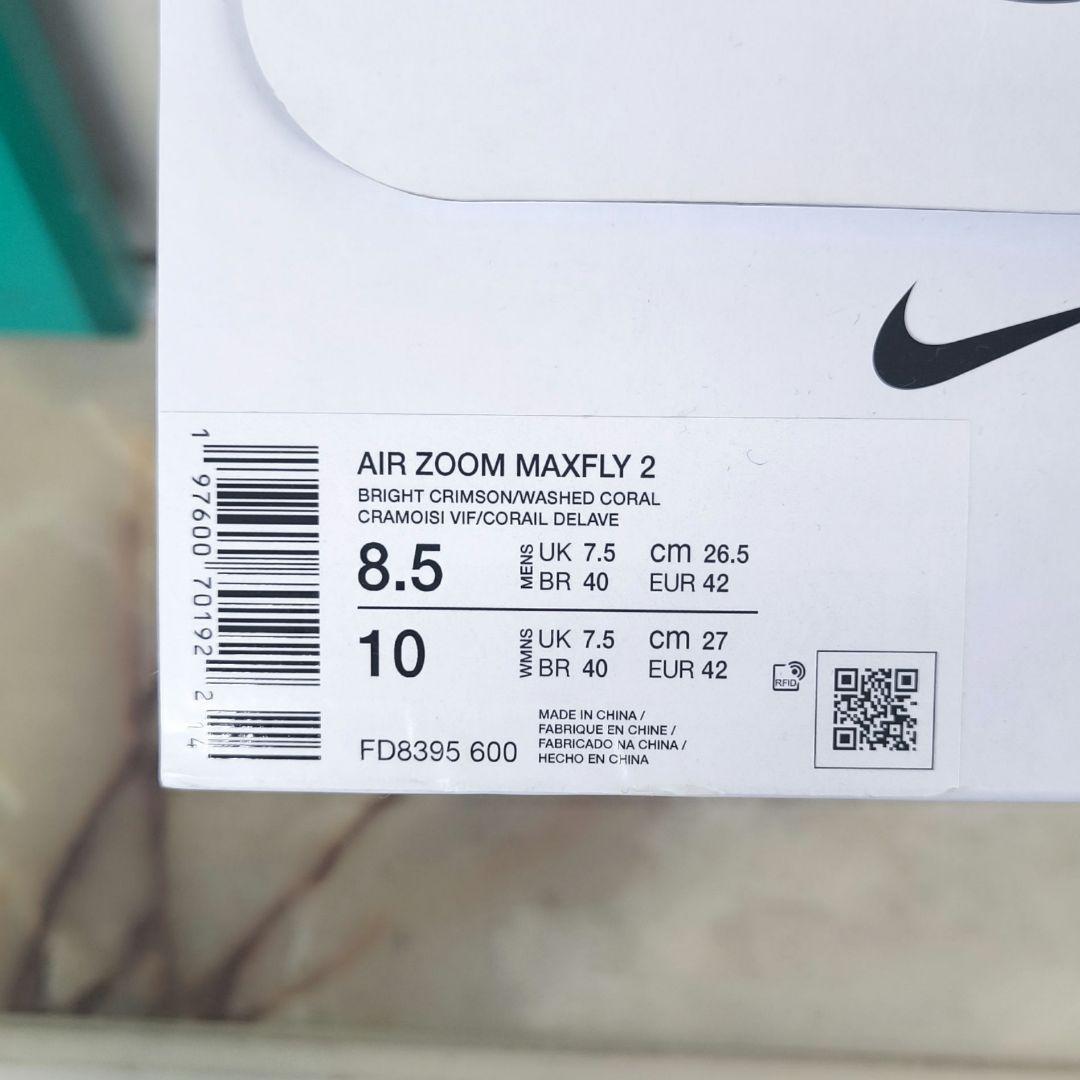 AIR ZOOM MAXFLY 2
BRIGHT CRIMSON/WASHED CORAL
CRAMOISI VIF/CORAIL DELAVE
8.5 MENS UK 7.5 cm 26.5
BR 40 EUR 42
10 WMNS UK 7.5 cm 27
BR 40 EUR 42
RFID
MADE IN CHINA /
FABRIQUE EN CHINE /
FABRICADO NA CHINA /
HECHO EN CHINA
FD8395 600
1 97600 70192 2
14